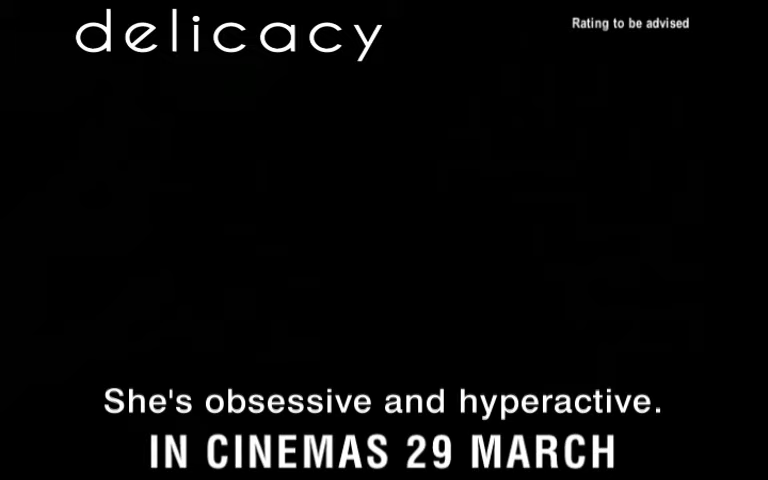 delicacy
Rating to be advised
She's obsessive and hyperactive.
IN CINEMAS 29 MARCH